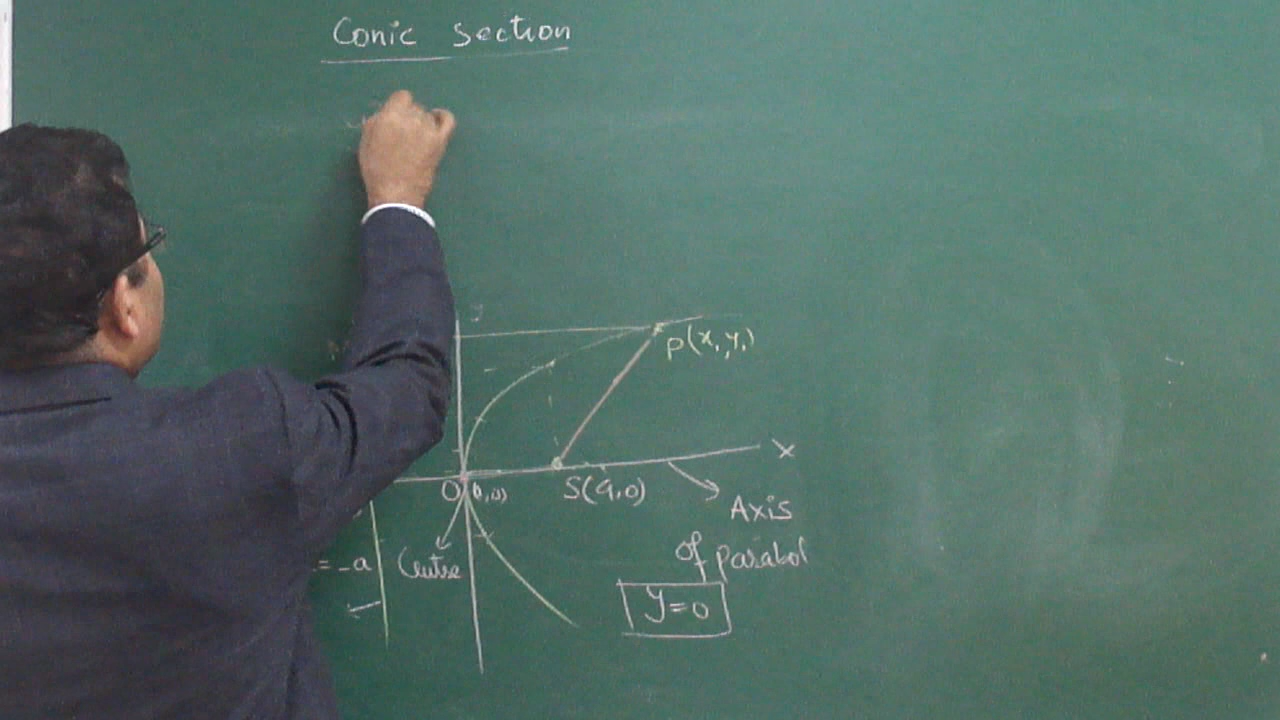 Conic Section
y
P(x₁, y₁)
X
O(0,0)
S(a,0)
Axis
of parabol
= -a
Centre
y=0